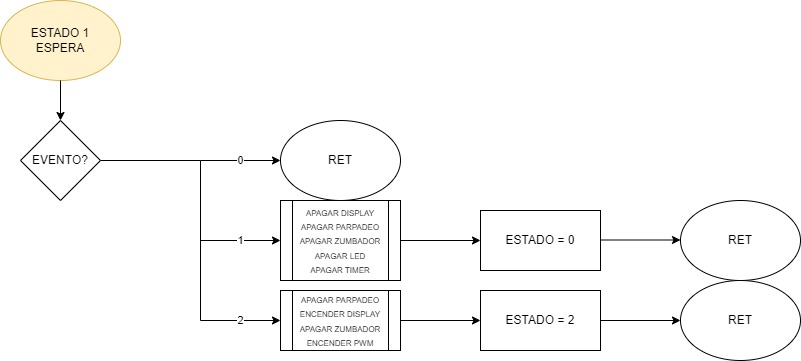 ESTADO 1
ESPERA
EVENTO?
0
RET
1
APAGAR DISPLAY
APAGAR PARPADEO
APAGAR ZUMBADOR
APAGAR LED
APAGAR TIMER
ESTADO = 0
RET
2
APAGAR PARPADEO
ENCENDER DISPLAY
APAGAR ZUMBADOR
ENCENDER PWM
ESTADO = 2
RET